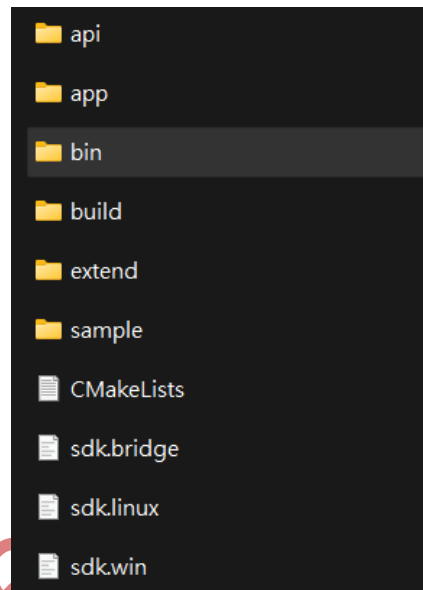 api
app
bin
build
extend
sample
CMakeLists
sdk.bridge
sdk.linux
sdk.win